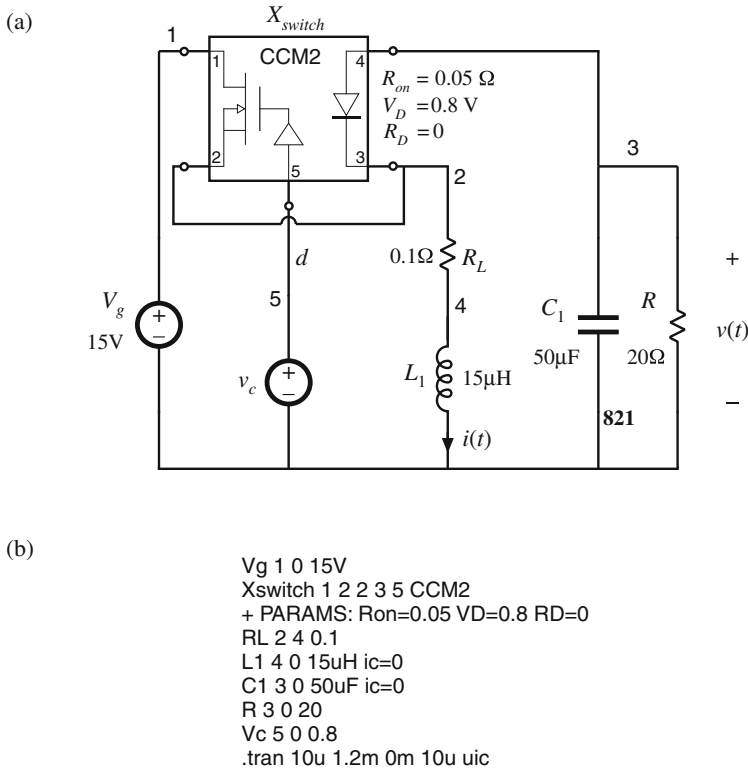 (a)
X_switch
1
CCM2
1
4
R_on = 0.05 Ω
V_D = 0.8 V
R_D = 0
2
5
3
3
2
d
0.1Ω
R_L
5
4
V_g
15V
v_c
L_1
15μH
C_1
50μF
R
20Ω
+
v(t)
–
i(t)
821
(b)
Vg 1 0 15V
Xswitch 1 2 2 3 5 CCM2
+ PARAMS: Ron=0.05 VD=0.8 RD=0
RL 2 4 0.1
L1 4 0 15uH ic=0
C1 3 0 50uF ic=0
R 3 0 20
Vc 5 0 0.8
.tran 10u 1.2m 0m 10u uic